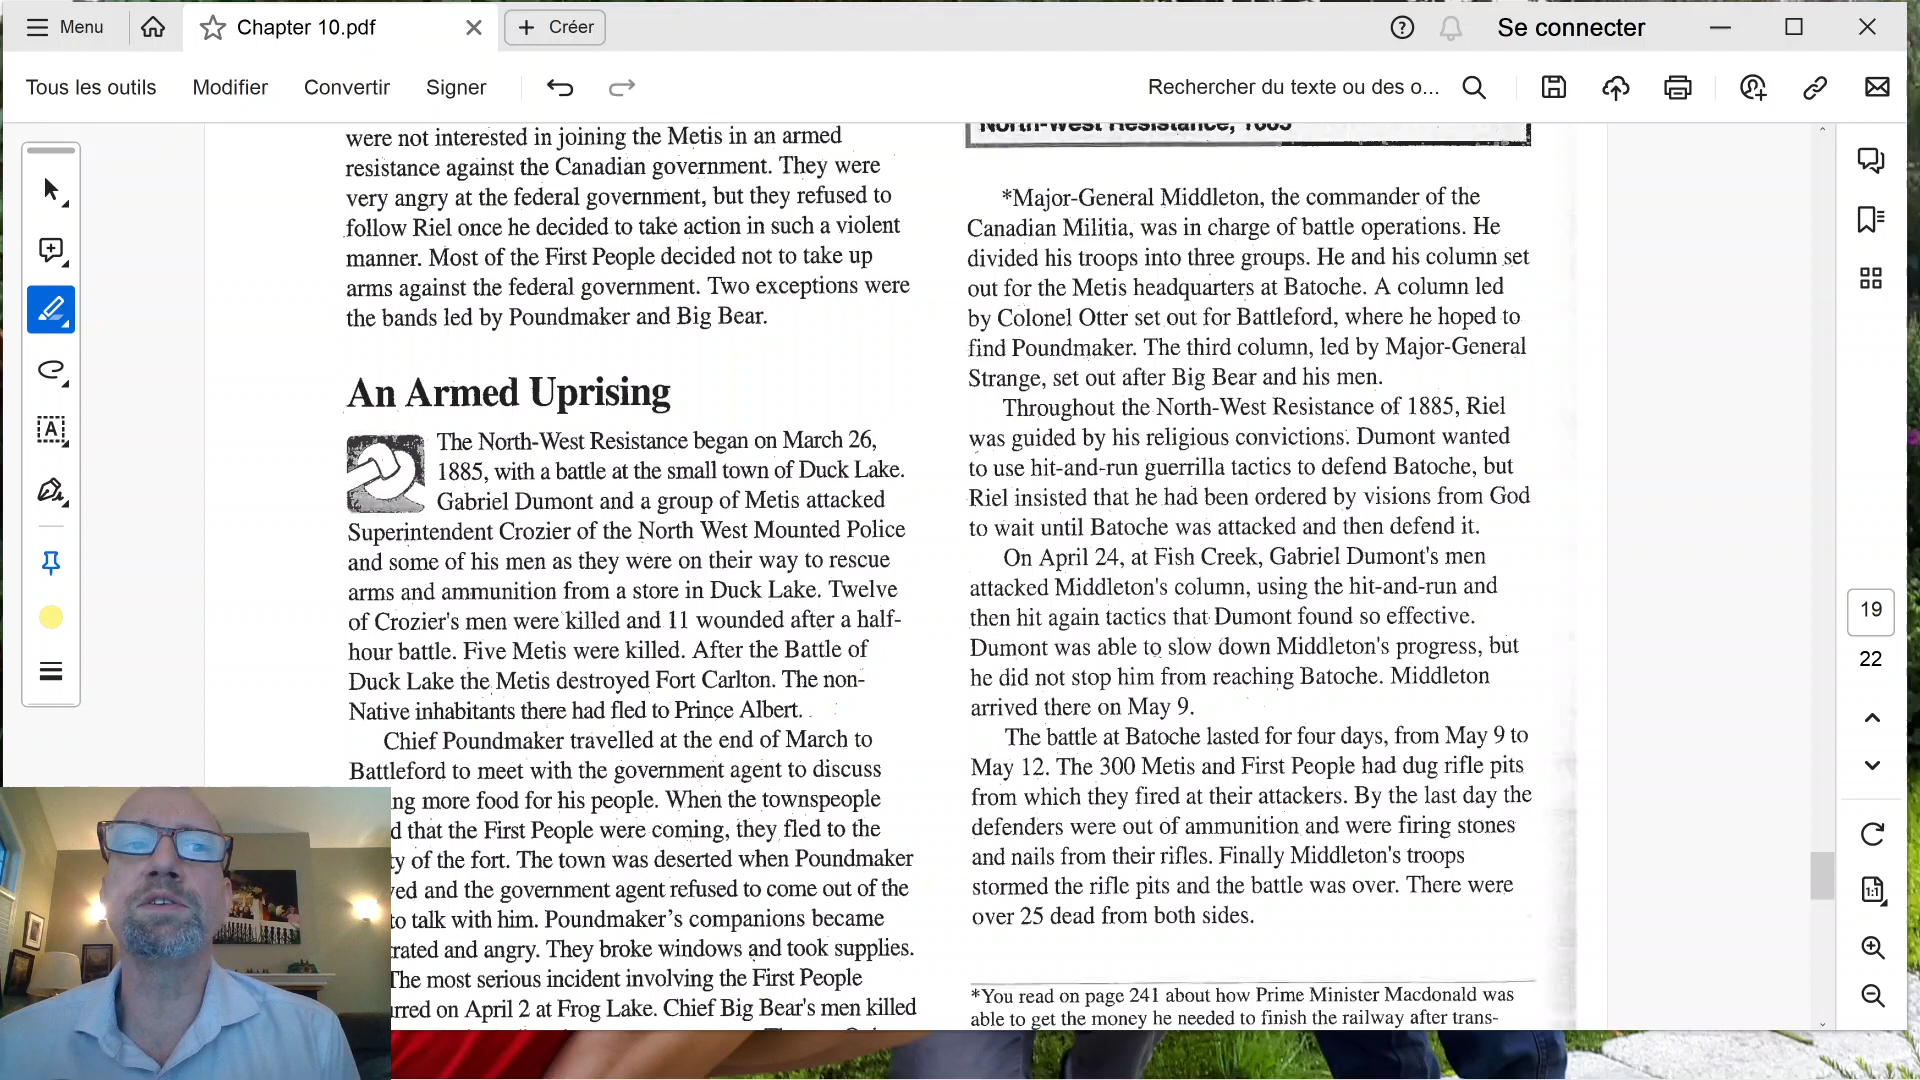 Menu
Chapter 10.pdf
Créer
Se connecter
Tous les outils
Modifier
Convertir
Signer
Rechercher du texte ou des o...
were not interested in joining the Metis in an armed
resistance against the Canadian government. They were
very angry at the federal government, but they refused to
follow Riel once he decided to take action in such a violent
manner. Most of the First People decided not to take up
arms against the federal government. Two exceptions were
the bands led by Poundmaker and Big Bear.
An Armed Uprising
The North-West Resistance began on March 26,
1885, with a battle at the small town of Duck Lake.
Gabriel Dumont and a group of Metis attacked
Superintendent Crozier of the North West Mounted Police
and some of his men as they were on their way to rescue
arms and ammunition from a store in Duck Lake. Twelve
of Crozier's men were killed and 11 wounded after a half-
hour battle. Five Metis were killed. After the Battle of
Duck Lake the Metis destroyed Fort Carlton. The non-
Native inhabitants there had fled to Prince Albert.
Chief Poundmaker travelled at the end of March to
Battleford to meet with the government agent to discuss
ng more food for his people. When the townspeople
d that the First People were coming, they fled to the
ty of the fort. The town was deserted when Poundmaker
ved and the government agent refused to come out of the
to talk with him. Poundmaker's companions became
rated and angry. They broke windows and took supplies.
The most serious incident involving the First People
rred on April 2 at Frog Lake. Chief Big Bear's men killed
North-West Resistance, 1885
*Major-General Middleton, the commander of the
Canadian Militia, was in charge of battle operations. He
divided his troops into three groups. He and his column set
out for the Metis headquarters at Batoche. A column led
by Colonel Otter set out for Battleford, where he hoped to
find Poundmaker. The third column, led by Major-General
Strange, set out after Big Bear and his men.
Throughout the North-West Resistance of 1885, Riel
was guided by his religious convictions. Dumont wanted
to use hit-and-run guerrilla tactics to defend Batoche, but
Riel insisted that he had been ordered by visions from God
to wait until Batoche was attacked and then defend it.
On April 24, at Fish Creek, Gabriel Dumont's men
attacked Middleton's column, using the hit-and-run and
then hit again tactics that Dumont found so effective.
Dumont was able to slow down Middleton's progress, but
he did not stop him from reaching Batoche. Middleton
arrived there on May 9.
The battle at Batoche lasted for four days, from May 9 to
May 12. The 300 Metis and First People had dug rifle pits
from which they fired at their attackers. By the last day the
defenders were out of ammunition and were firing stones
and nails from their rifles. Finally Middleton's troops
stormed the rifle pits and the battle was over. There were
over 25 dead from both sides.
*You read on page 241 about how Prime Minister Macdonald was
able to get the money he needed to finish the railway after trans-
19
22
1:1